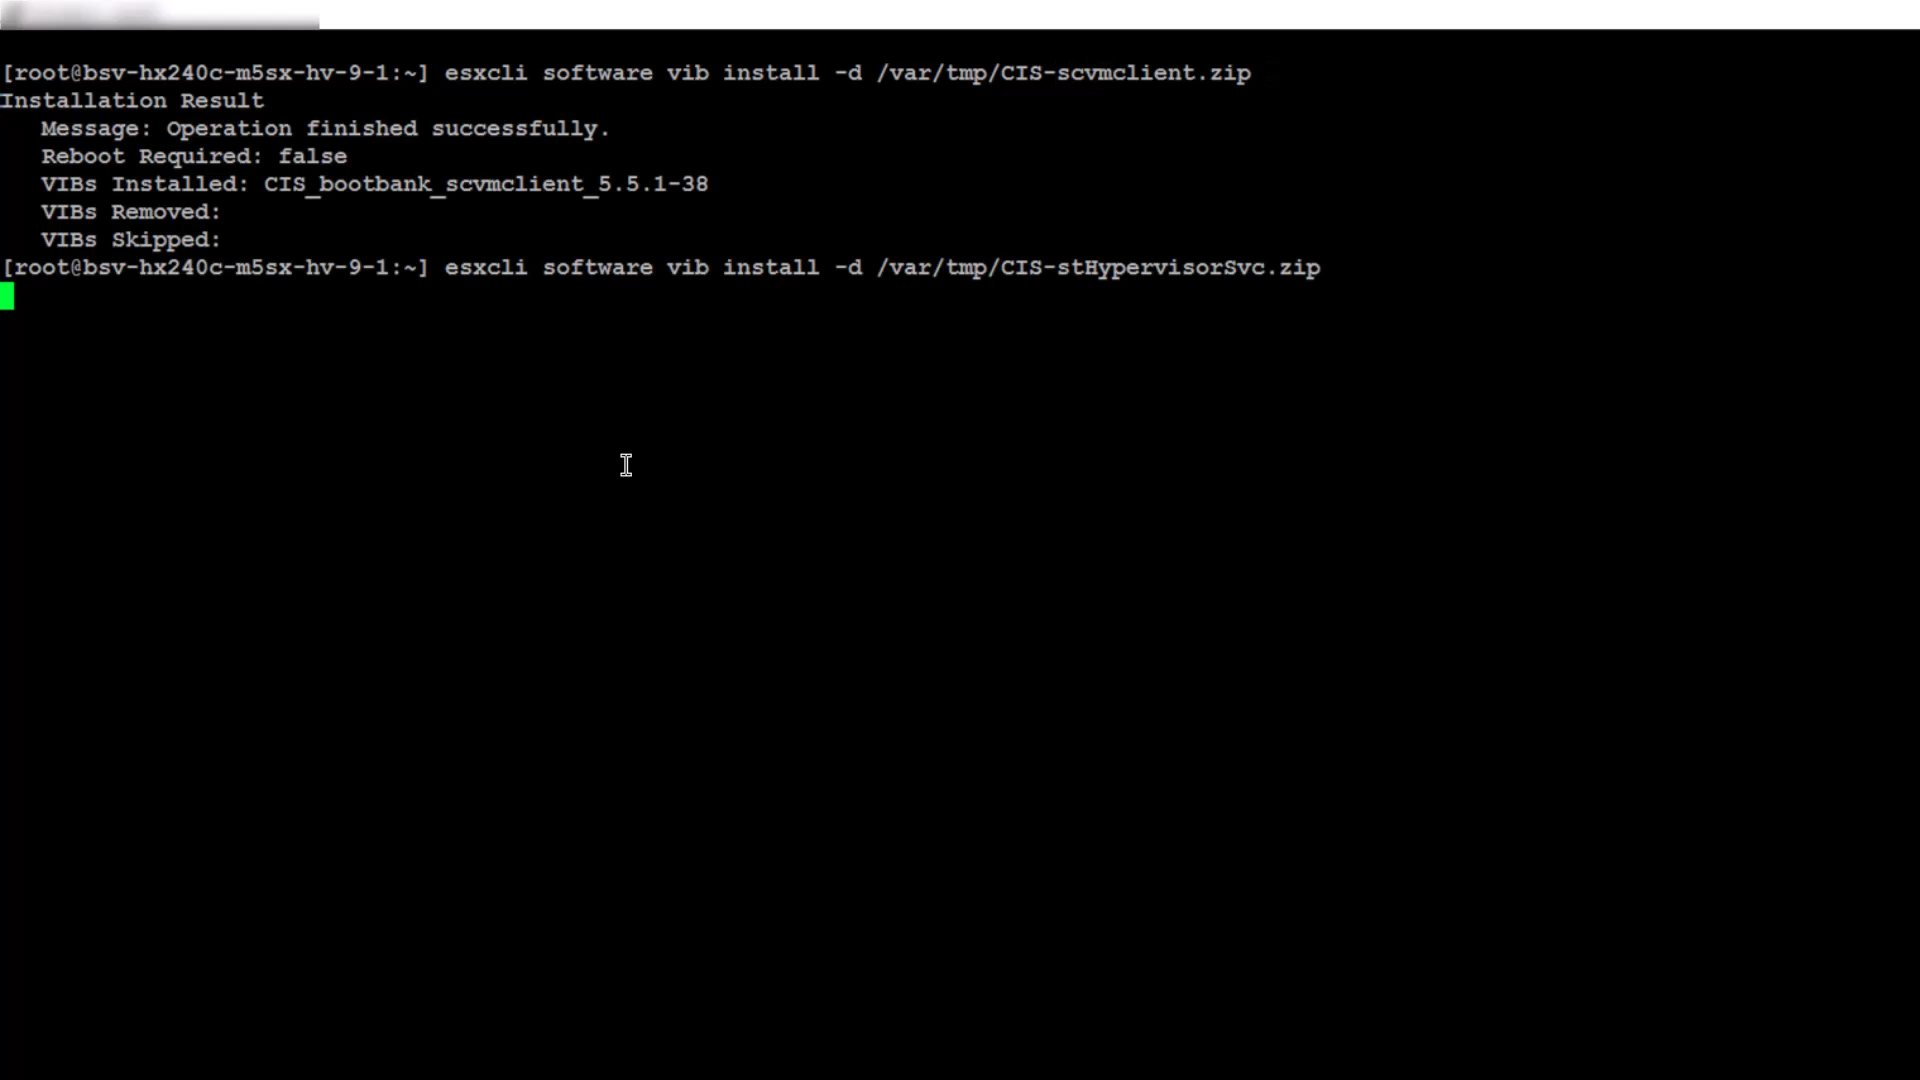 [root@bsv-hx240c-m5sx-hv-9-1:~] esxcli software vib install -d /var/tmp/CIS-scvmclient.zip
Installation Result
   Message: Operation finished successfully.
   Reboot Required: false
   VIBs Installed: CIS_bootbank_scvmclient_5.5.1-38
   VIBs Removed:
   VIBs Skipped:
[root@bsv-hx240c-m5sx-hv-9-1:~] esxcli software vib install -d /var/tmp/CIS-stHypervisorSvc.zip